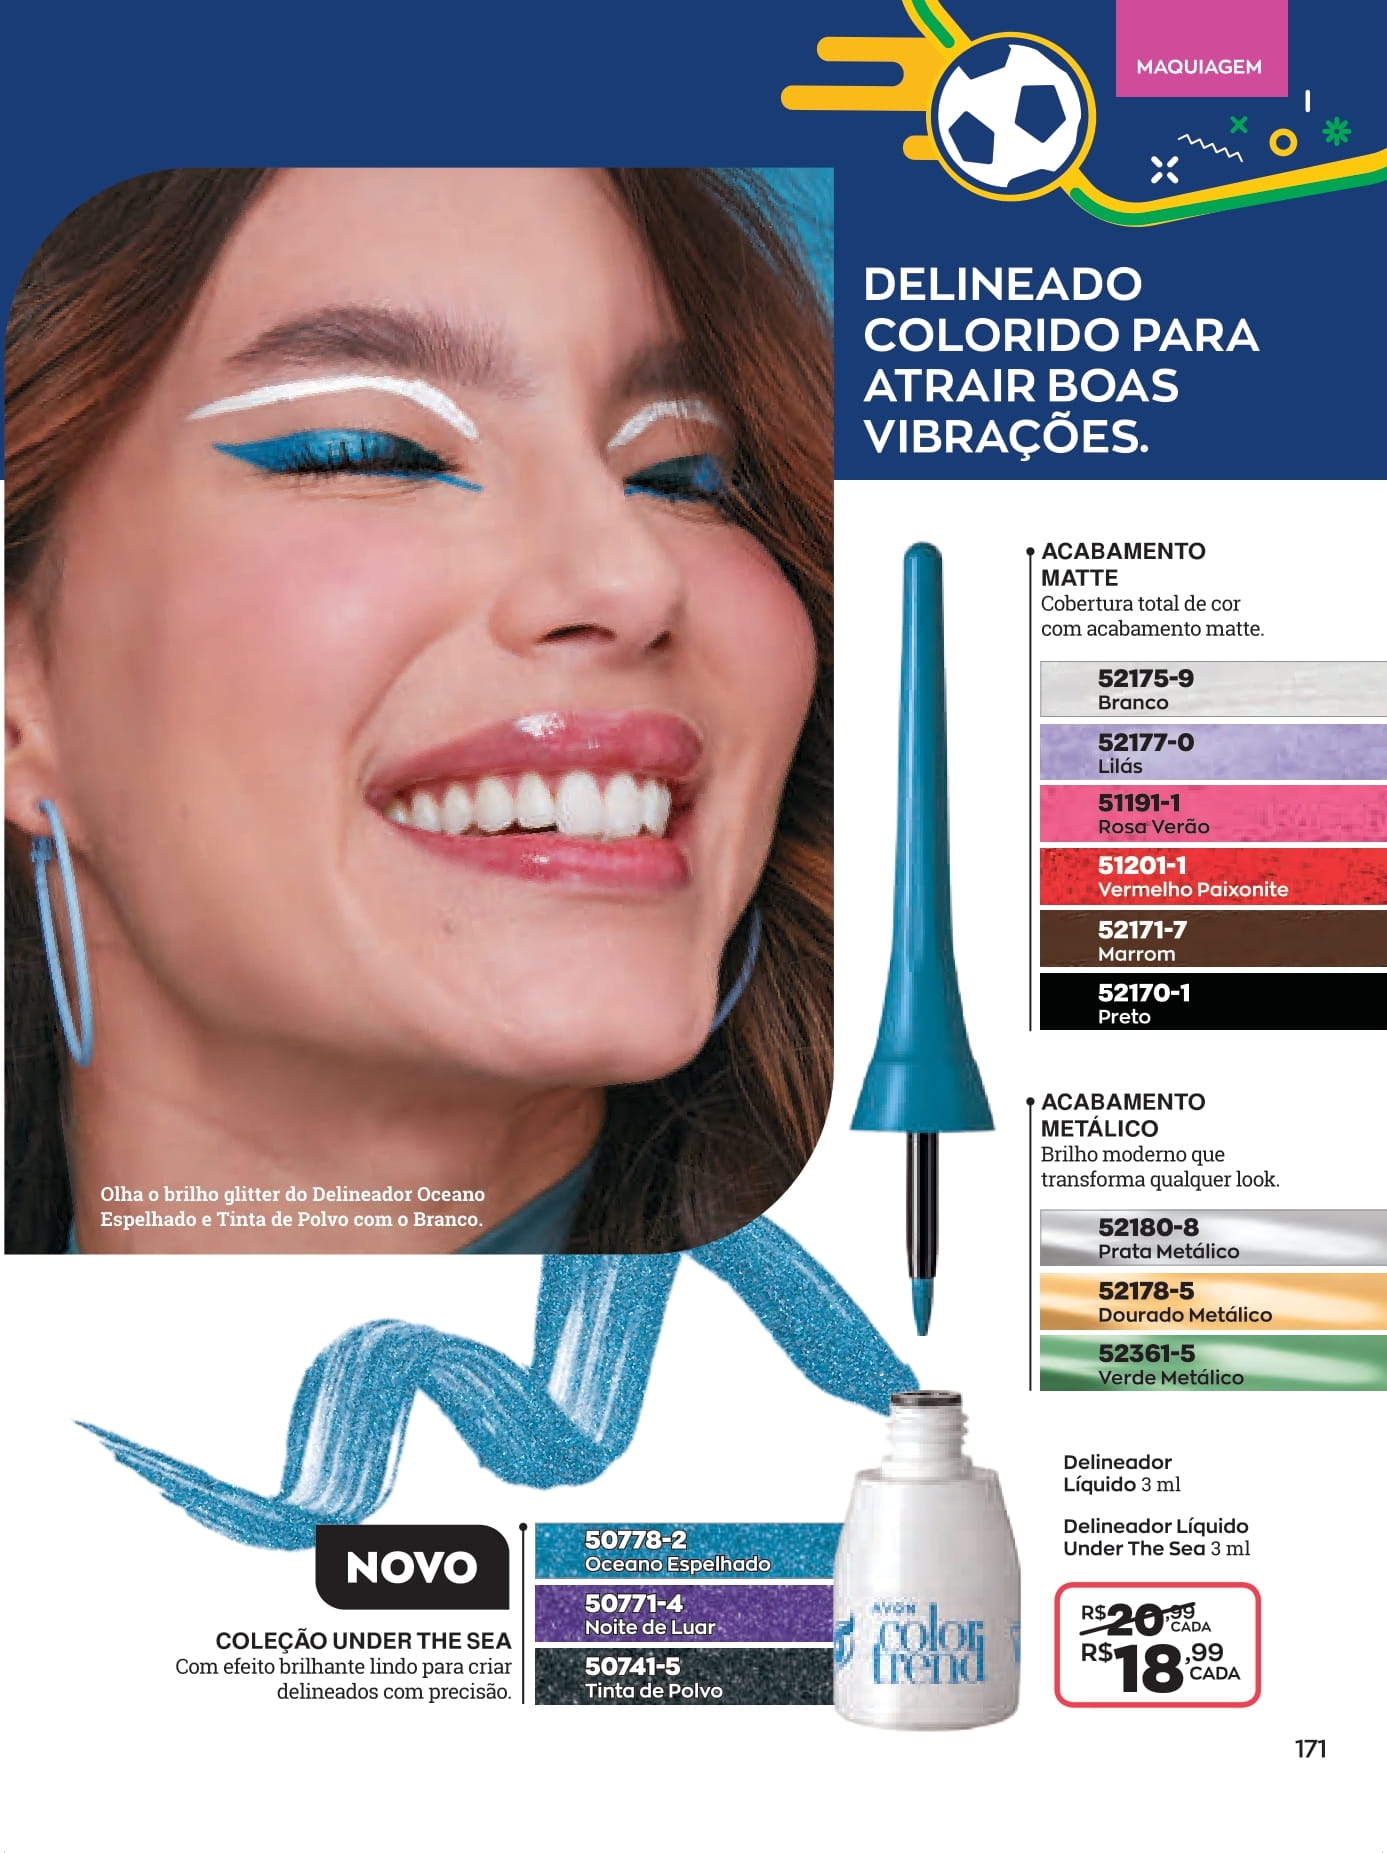 MAQUIAGEM
DELINEADO
COLORIDO PARA
ATRAIR BOAS
VIBRAÇÕES.
ACABAMENTO
MATTE
Cobertura total de cor
com acabamento matte.
52175-9
Branco
52177-0
Lilás
51191-1
Rosa Verão
51201-1
Vermelho Paixonite
52171-7
Marrom
52170-1
Preto
ACABAMENTO
METÁLICO
Brilho moderno que
transforma qualquer look.
52180-8
Prata Metálico
52178-5
Dourado Metálico
52361-5
Verde Metálico
Olha o brilho glitter do Delineador Oceano
Espelhado e Tinta de Polvo com o Branco.
NOVO
COLEÇÃO UNDER THE SEA
Com efeito brilhante lindo para criar
delineados com precisão.
50778-2
Oceano Espelhado
50771-4
Noite de Luar
50741-5
Tinta de Polvo
AVON
color
trend
Delineador
Líquido 3 ml
Delineador Líquido
Under The Sea 3 ml
R$20,99
CADA
R$18,99
CADA
171